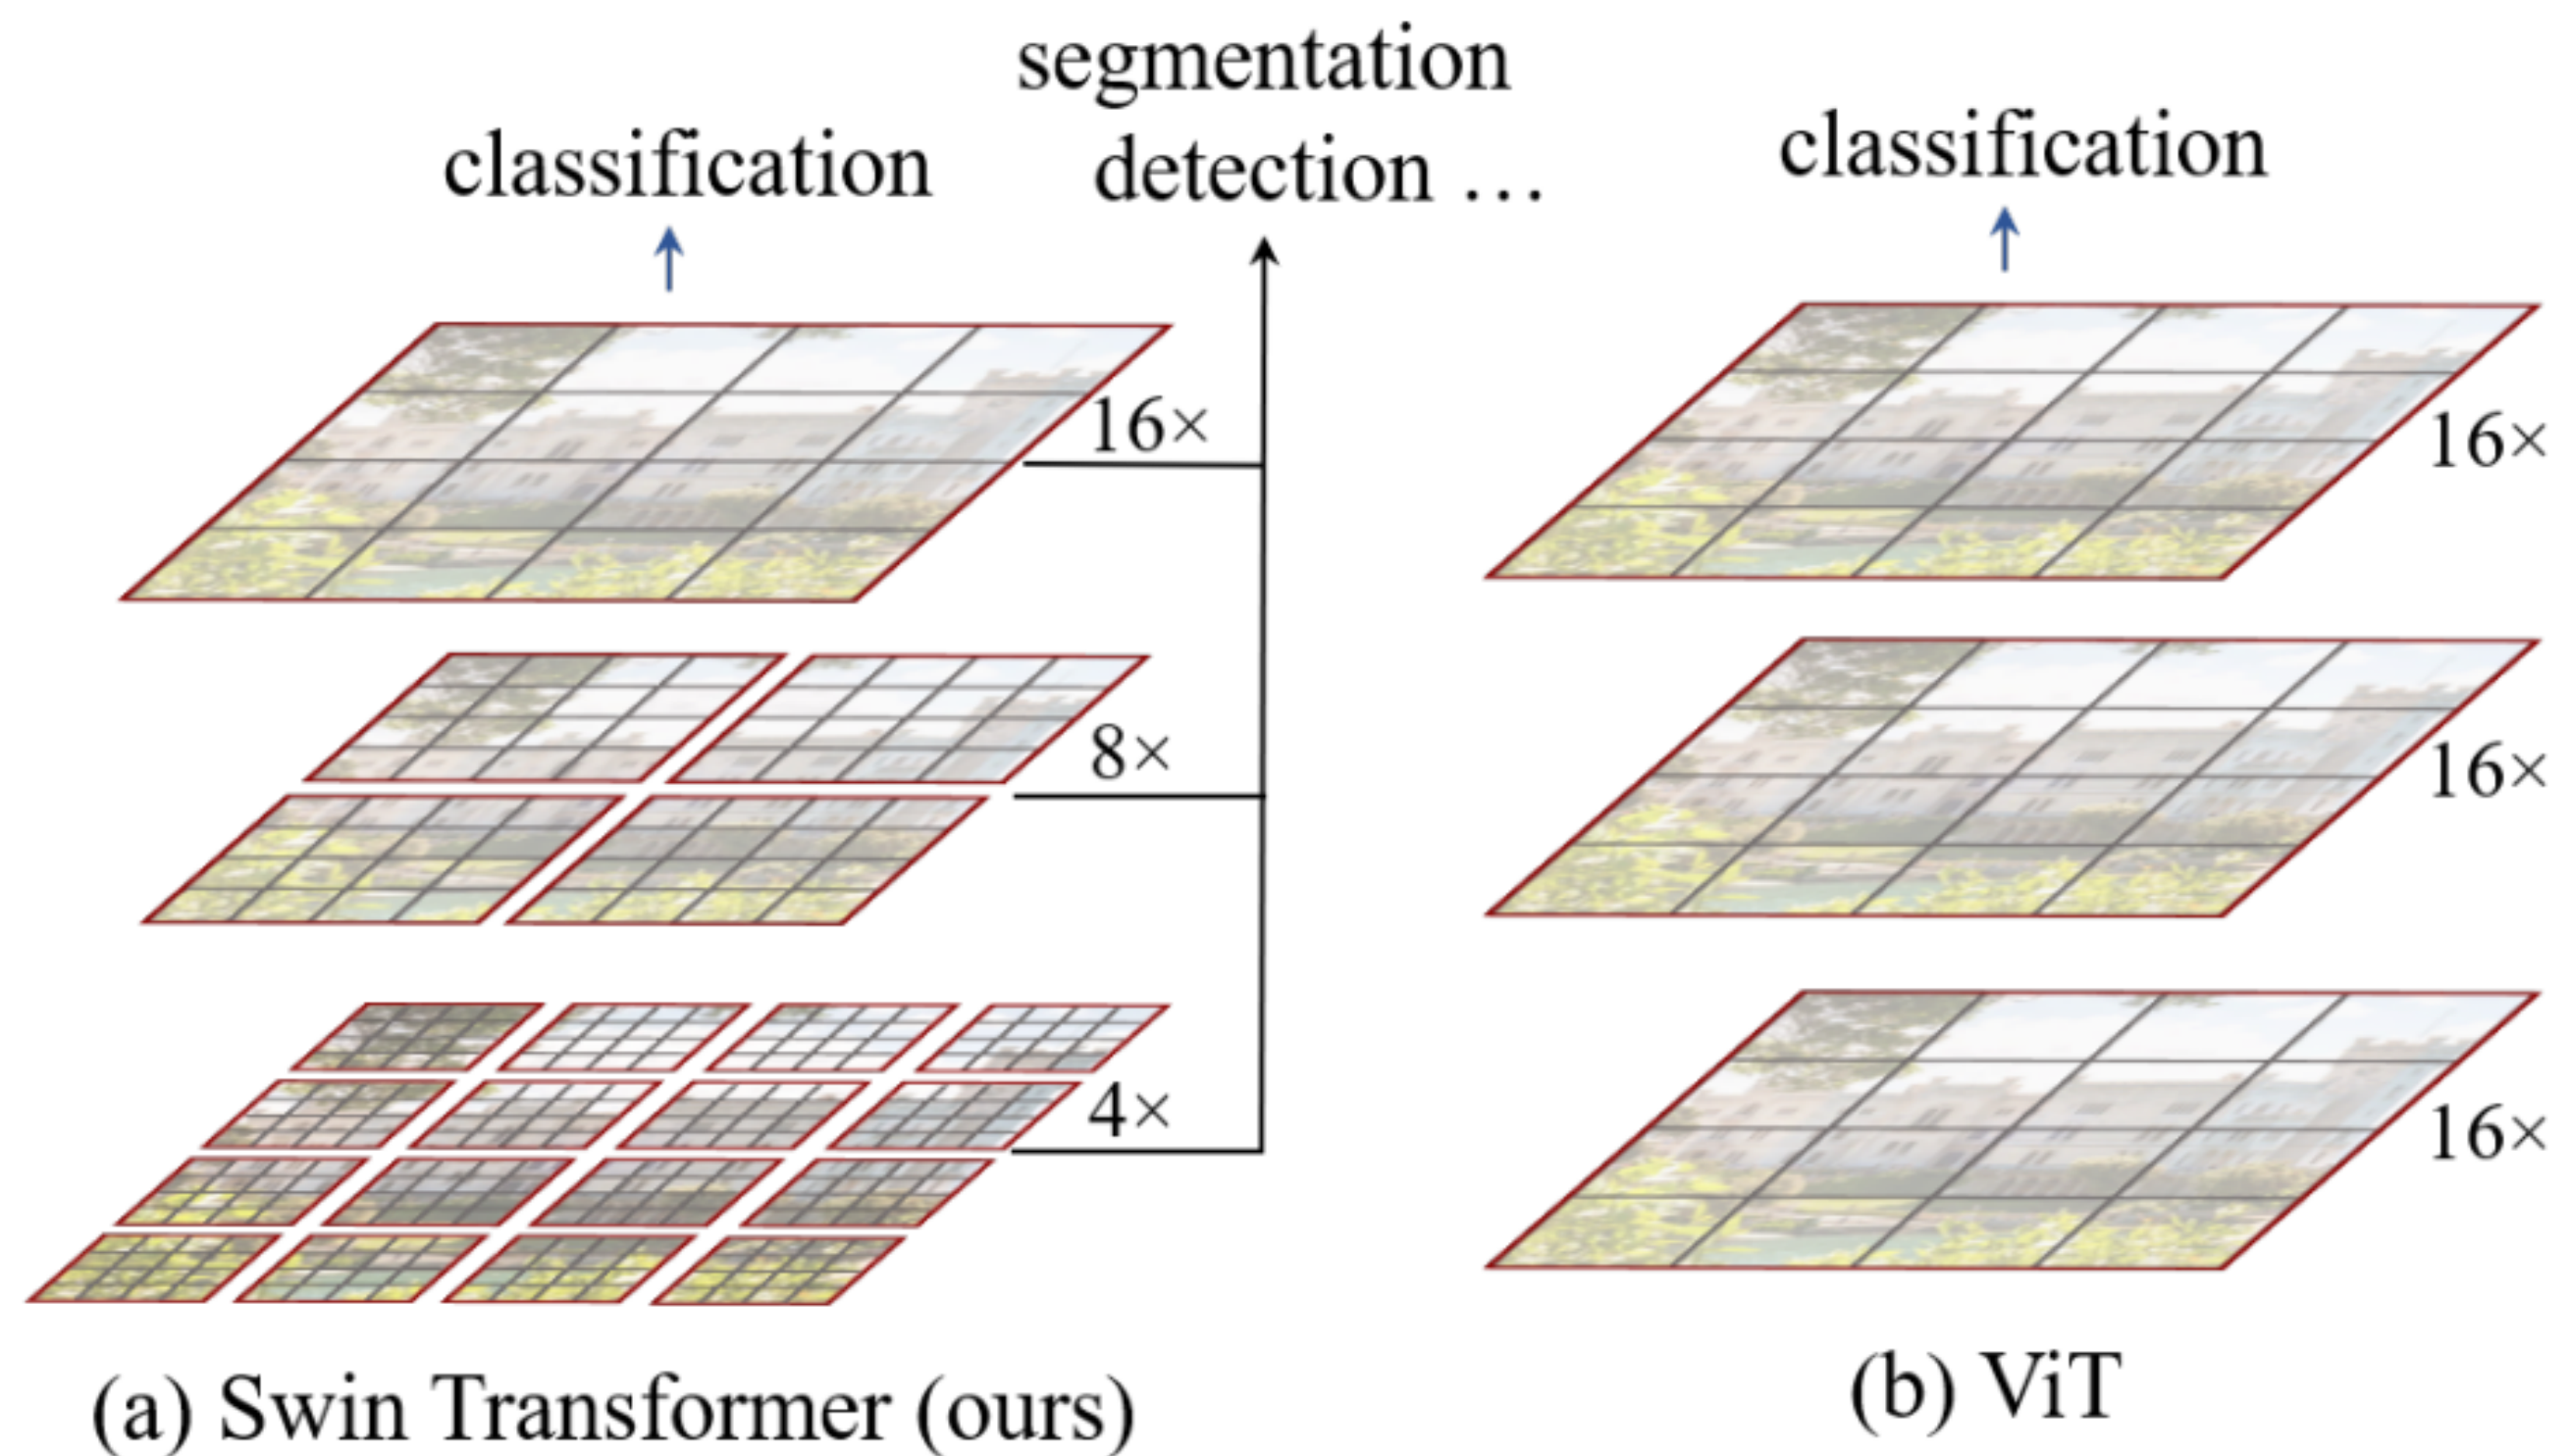 segmentation
classification
detection ...
classification
16×
8×
4×
16×
16×
16×
(a) Swin Transformer (ours)
(b) ViT